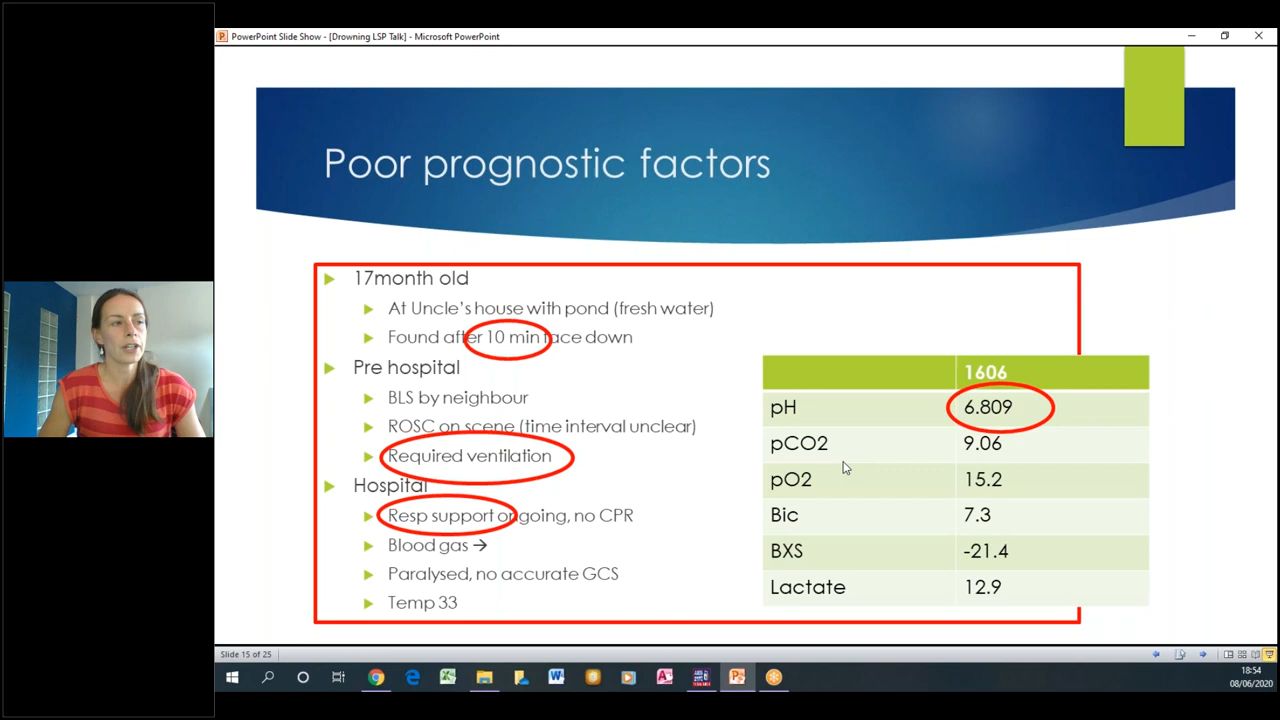 PowerPoint Slide Show - [Drowning LSP Talk] - Microsoft PowerPoint
Poor prognostic factors
17month old
At Uncle's house with pond (fresh water)
Found after 10 min face down
Pre hospital
BLS by neighbour
ROSC on scene (time interval unclear)
Required ventilation
Hospital
Resp support ongoing, no CPR
Blood gas →
Paralysed, no accurate GCS
Temp 33
1606
pH 6.809
pCO2 9.06
pO2 15.2
Bic 7.3
BXS -21.4
Lactate 12.9
Slide 15 of 25
18:54
08/06/2020